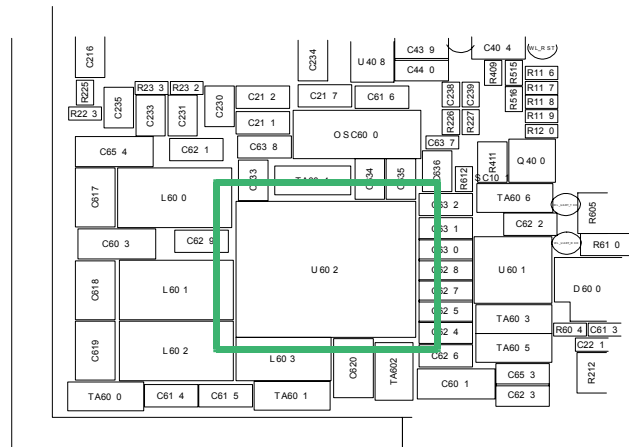 C216
C234
U40 8
C43 9
C44 0
C40 4
WL_RST
R409
R515
R11 6
R225
R23 3
R23 2
C235
C233
C231
C230
C21 2
C21 7
C61 6
C238
C239
R516
R11 7
R11 8
R22 3
C21 1
OSC60 0
R226
R227
R11 9
R12 0
C65 4
C62 1
C63 8
C63 7
R411
Q40 0
C617
L60 0
C634
C635
C636
R612
SC10
TA60 6
C63 2
R605
C60 3
C62 9
U60 2
C63 1
C62 2
C63 0
U60 1
R61 0
C618
L60 1
C62 8
C62 7
D60 0
C62 5
TA60 3
C619
L60 2
C62 4
R60 4
C61 3
L60 3
C620
TA602
C62 6
TA60 5
C22 1
R212
TA60 0
C61 4
C61 5
TA60 1
C60 1
C65 3
C62 3